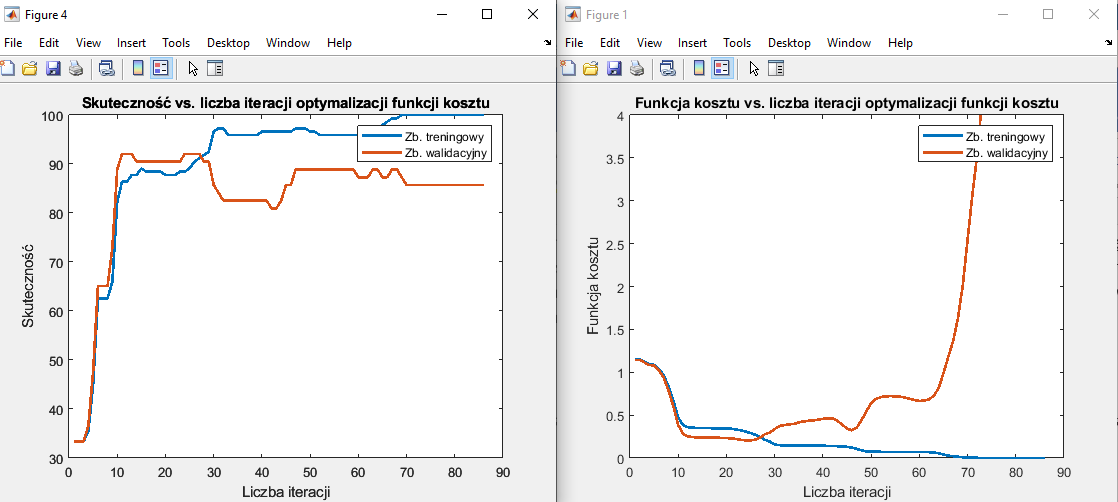 Figure 4
File Edit View Insert Tools Desktop Window Help
Skuteczność vs. liczba iteracji optymalizacji funkcji kosztu
100
90
80
70
60
50
40
30
Skuteczność
Zb. treningowy
Zb. walidacyjny
0 10 20 30 40 50 60 70 80 90
Liczba iteracji
Figure 1
File Edit View Insert Tools Desktop Window Help
Funkcja kosztu vs. liczba iteracji optymalizacji funkcji kosztu
4
3.5
3
2.5
2
1.5
1
0.5
0
Funkcja kosztu
Zb. treningowy
Zb. walidacyjny
0 10 20 30 40 50 60 70 80 90
Liczba iteracji